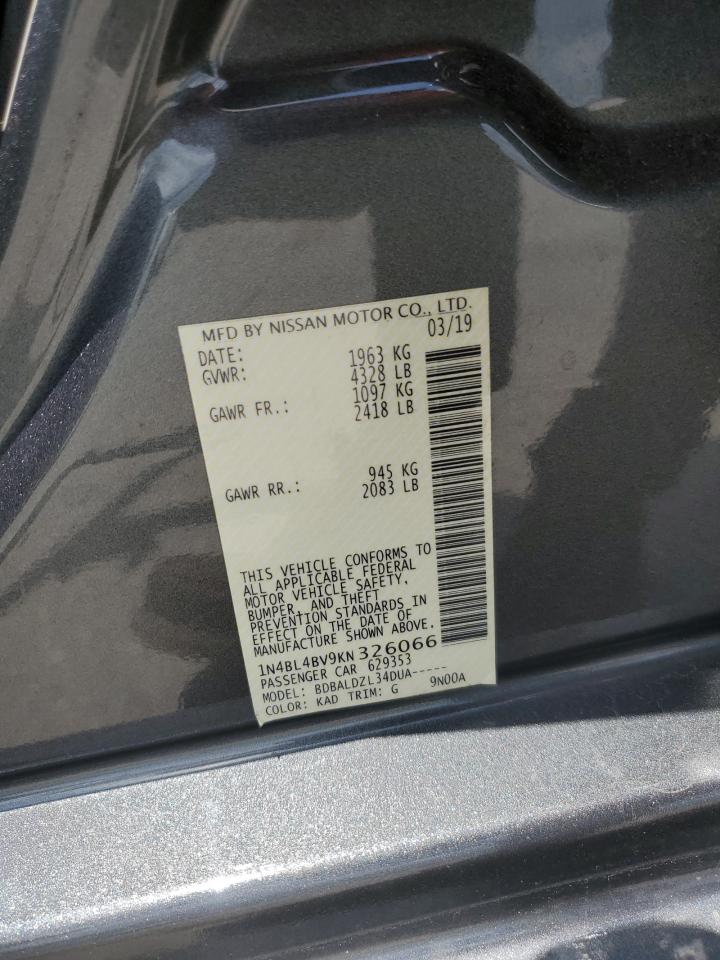 MFD BY NISSAN MOTOR CO., LTD.
DATE: 03/19
GVWR: 1963 KG
4328 LB
GAWR FR.: 1097 KG
2418 LB
GAWR RR.: 945 KG
2083 LB
THIS VEHICLE CONFORMS TO
ALL APPLICABLE FEDERAL
MOTOR VEHICLE SAFETY,
BUMPER, AND THEFT
PREVENTION STANDARDS IN
EFFECT ON THE DATE OF
MANUFACTURE SHOWN ABOVE.
1N4BL4BV9KN326066
PASSENGER CAR 629353
MODEL: BDBALDZL34DUA-----
COLOR: KAD TRIM: G 9N00A